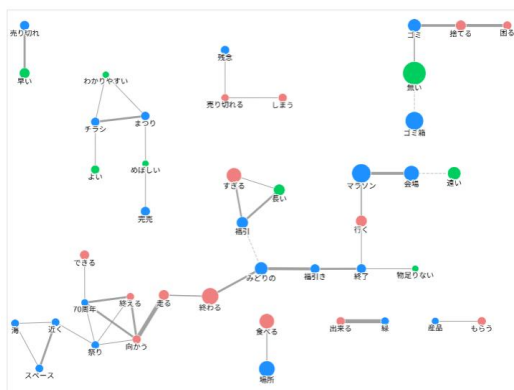 売り切れ
早い
わかりやすい
チラシ
まつり
よい
めぼしい
完売
残念
売り切れる
しまう
ゴミ
捨てる
困る
無い
ゴミ箱
すぎる
長い
福引
マラソン
会場
遠い
行く
みどりの
福引き
終了
物足りない
できる
70周年
終える
走る
終わる
海
近く
スペース
祭り
向かう
食べる
場所
出来る
緑
産品
もらう